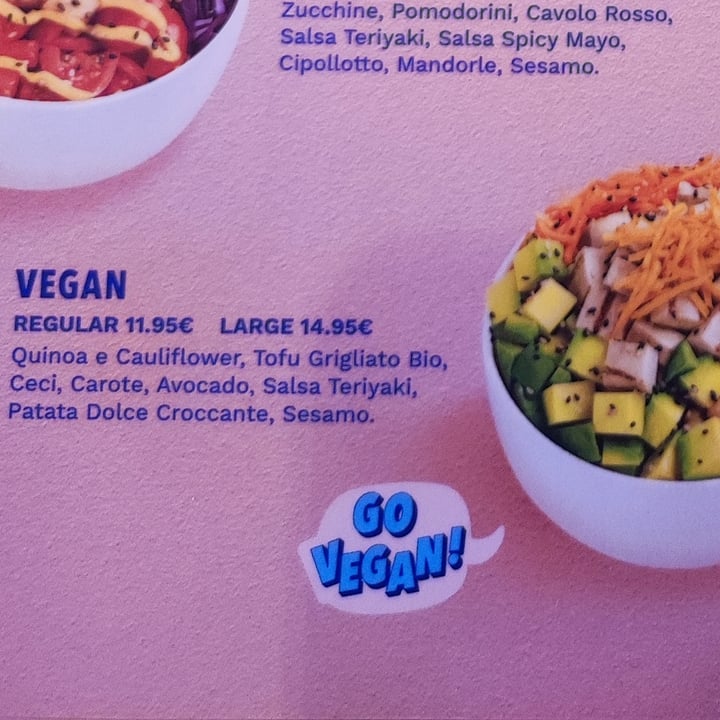 Zucchine, Pomodorini, Cavolo Rosso,
Salsa Teriyaki, Salsa Spicy Mayo,
Cipollotto, Mandorle, Sesamo.
VEGAN
REGULAR 11.95€ LARGE 14.95€
Quinoa e Cauliflower, Tofu Grigliato Bio,
Ceci, Carote, Avocado, Salsa Teriyaki,
Patata Dolce Croccante, Sesamo.
GO
VEGAN!